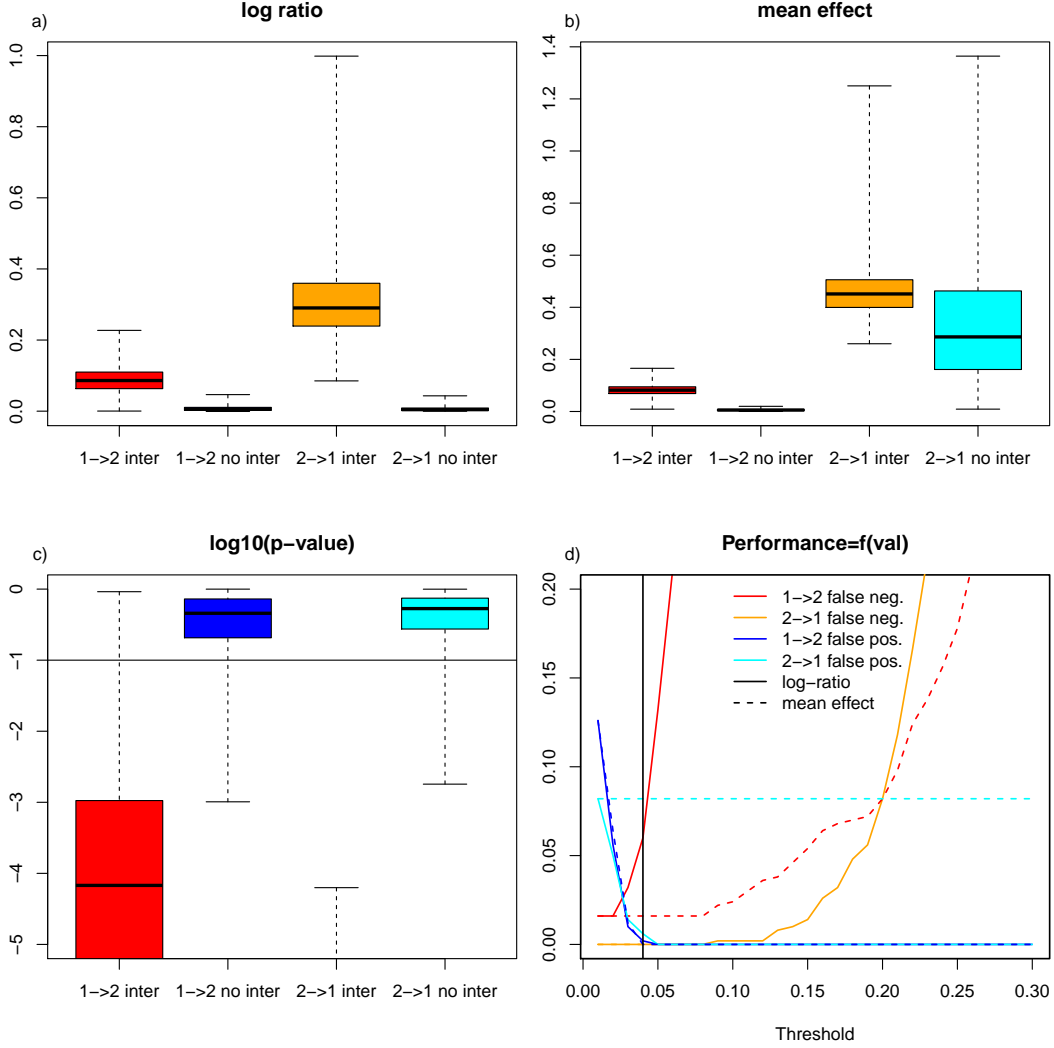 a)
log ratio
1.0
0.8
0.6
0.4
0.2
0.0
1->2 inter
1->2 no inter
2->1 inter
2->1 no inter
b)
mean effect
1.4
1.2
1.0
0.8
0.6
0.4
0.2
0.0
1->2 inter
1->2 no inter
2->1 inter
2->1 no inter
c)
log10(p-value)
0
-1
-2
-3
-4
-5
1->2 inter
1->2 no inter
2->1 inter
2->1 no inter
d)
Performance=f(val)
0.20
0.15
0.10
0.05
0.00
1->2 false neg.
2->1 false neg.
1->2 false pos.
2->1 false pos.
log-ratio
mean effect
0.00 0.05 0.10 0.15 0.20 0.25 0.30
Threshold